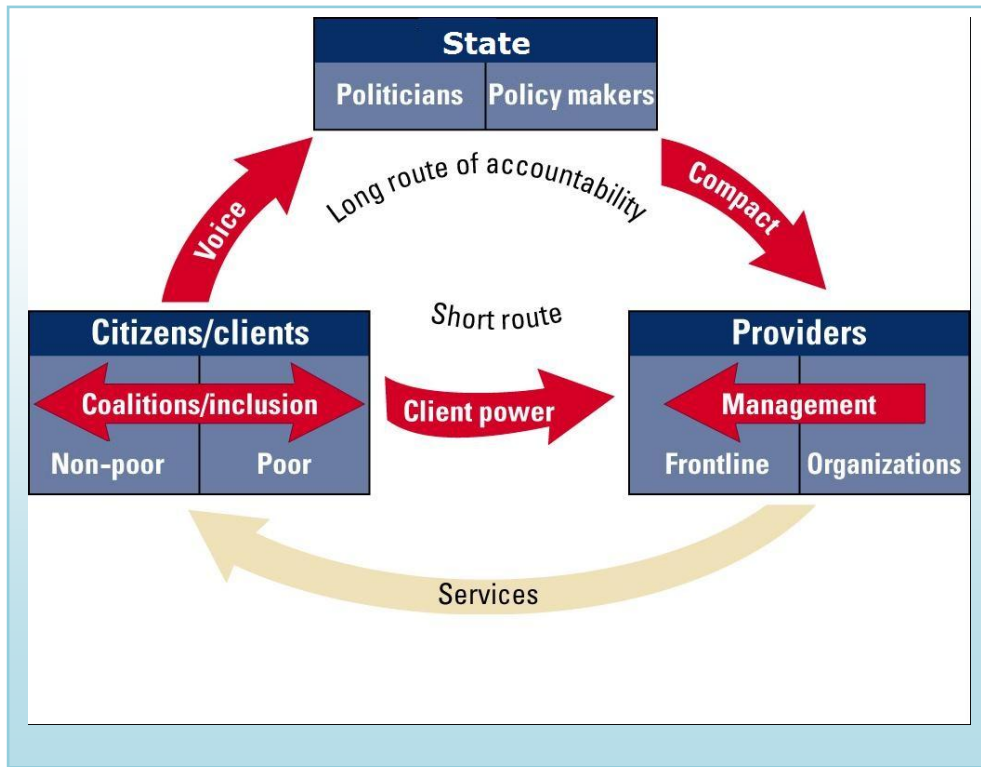 State
Politicians
Policy makers
Long route of accountability
Voice
Compact
Short route
Citizens/clients
Coalitions/inclusion
Non-poor
Poor
Client power
Providers
Management
Frontline
Organizations
Services